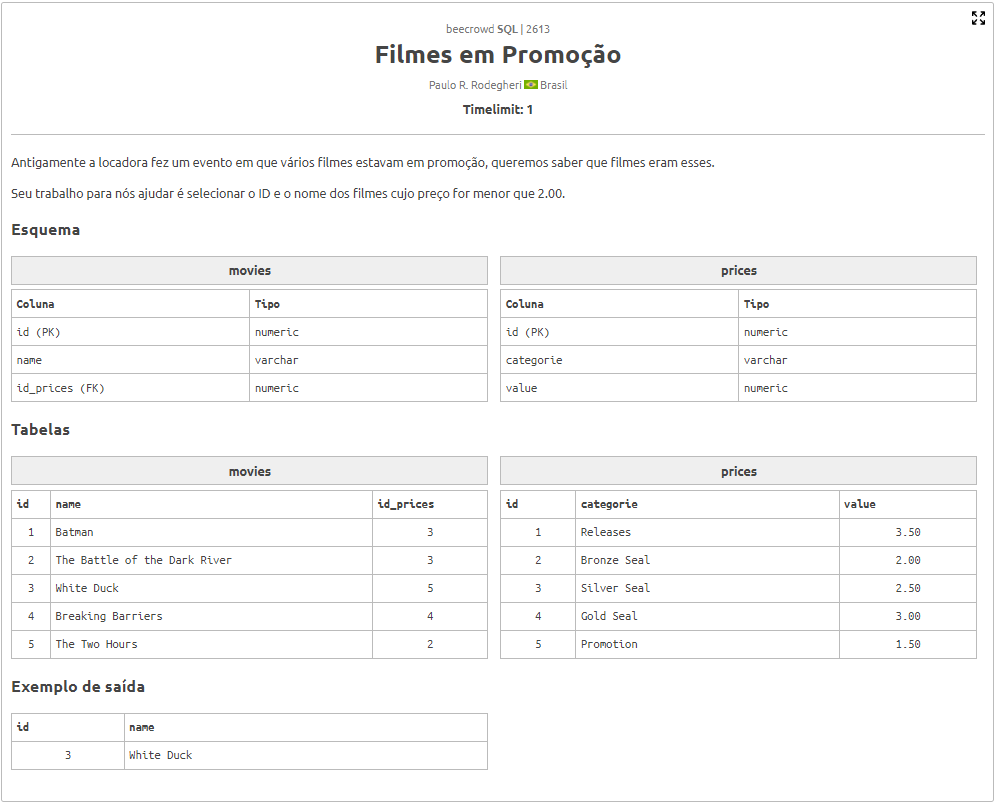 beecrowd SQL | 2613
Filmes em Promoção
Paulo R. Rodegheri Brasil
Timelimit: 1
Antigamente a locadora fez um evento em que vários filmes estavam em promoção, queremos saber que filmes eram esses.
Seu trabalho para nós ajudar é selecionar o ID e o nome dos filmes cujo preço for menor que 2.00.
Esquema
movies prices
Coluna Tipo Coluna Tipo
id (PK) numeric id (PK) numeric
name varchar categorie varchar
id_prices (FK) numeric value numeric
Tabelas
movies prices
id name id_prices id categorie value
1 Batman 3 1 Releases 3.50
2 The Battle of the Dark River 3 2 Bronze Seal 2.00
3 White Duck 5 3 Silver Seal 2.50
4 Breaking Barriers 4 4 Gold Seal 3.00
5 The Two Hours 2 5 Promotion 1.50
Exemplo de saída
id name
3 White Duck